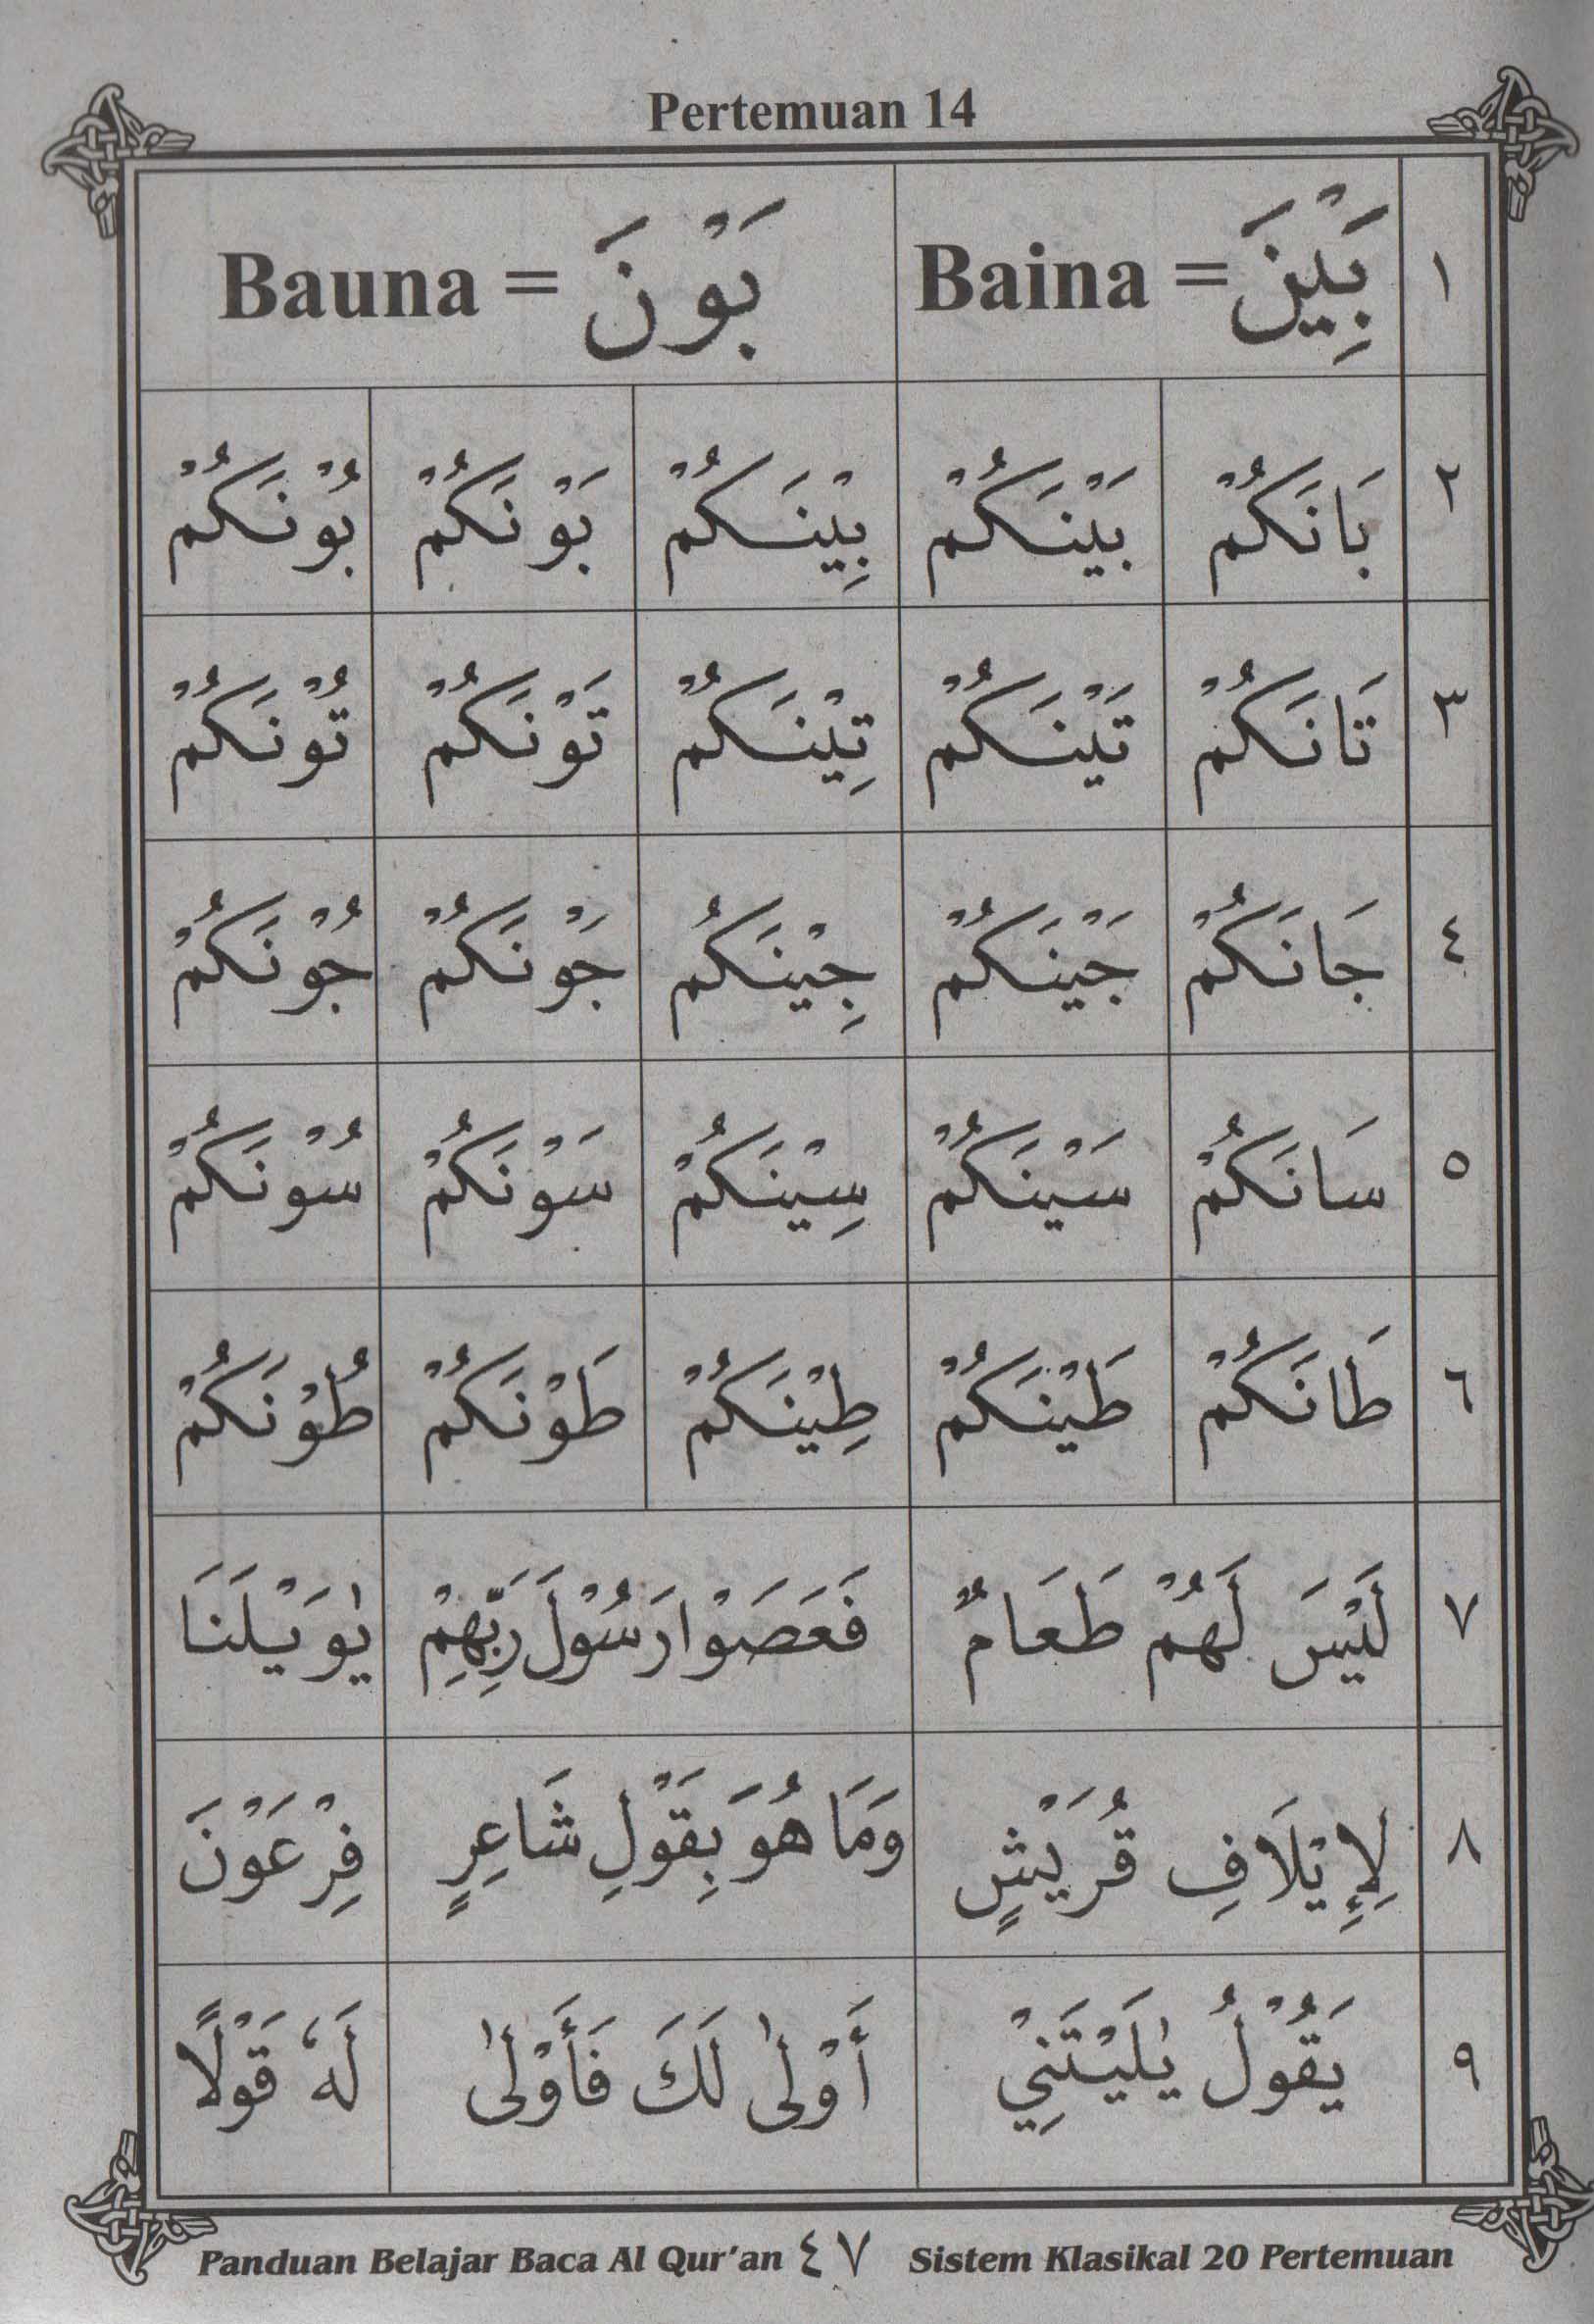 Pertemuan 14
١ بَِيْنَ = Baina بَوْنَ = Bauna
٢ بَانَكُمْ بَيْنَكُمْ بِيْنَكُمْ بَوْنَكُمْ بُوْنَكُمْ
٣ تَانَكُمْ تَيْنَكُمْ تِيْنَكُمْ تَوْنَكُمْ تُوْنَكُمْ
٤ جَانَكُمْ جَيْنَكُمْ جِيْنَكُم جَوْنَكُمْ جُوْنَكُمْ
٥ سَانَكُمْ سَيْنَكُمْ سِيْنَكُمْ سَوْنَكُمْ سُوْنَكُمْ
٦ طَانَكُمْ طَيْنَكُمْ طِيْنَكُمْ طَوْنَكُمْ طُوْنَكُمْ
٧ لَيْسَ لَهُمْ طَعَامٌ فَعَصَوْا رَسُوْلَ رَبِّهِمْ يٰوَيْلَنَا
٨ لِإِيْلَافِ قُرَيْشٍ وَمَا هُوَ بِقَوْلِ شَاعِرٍ فِرْعَوْنَ
٩ يَقُوْلُ يٰلَيْتَنِيْ أَوْلٰى لَكَ فَأَوْلٰى لَهٗ قَوْلًا
Panduan Belajar Baca Al Qur'an ٤٧ Sistem Klasikal 20 Pertemuan